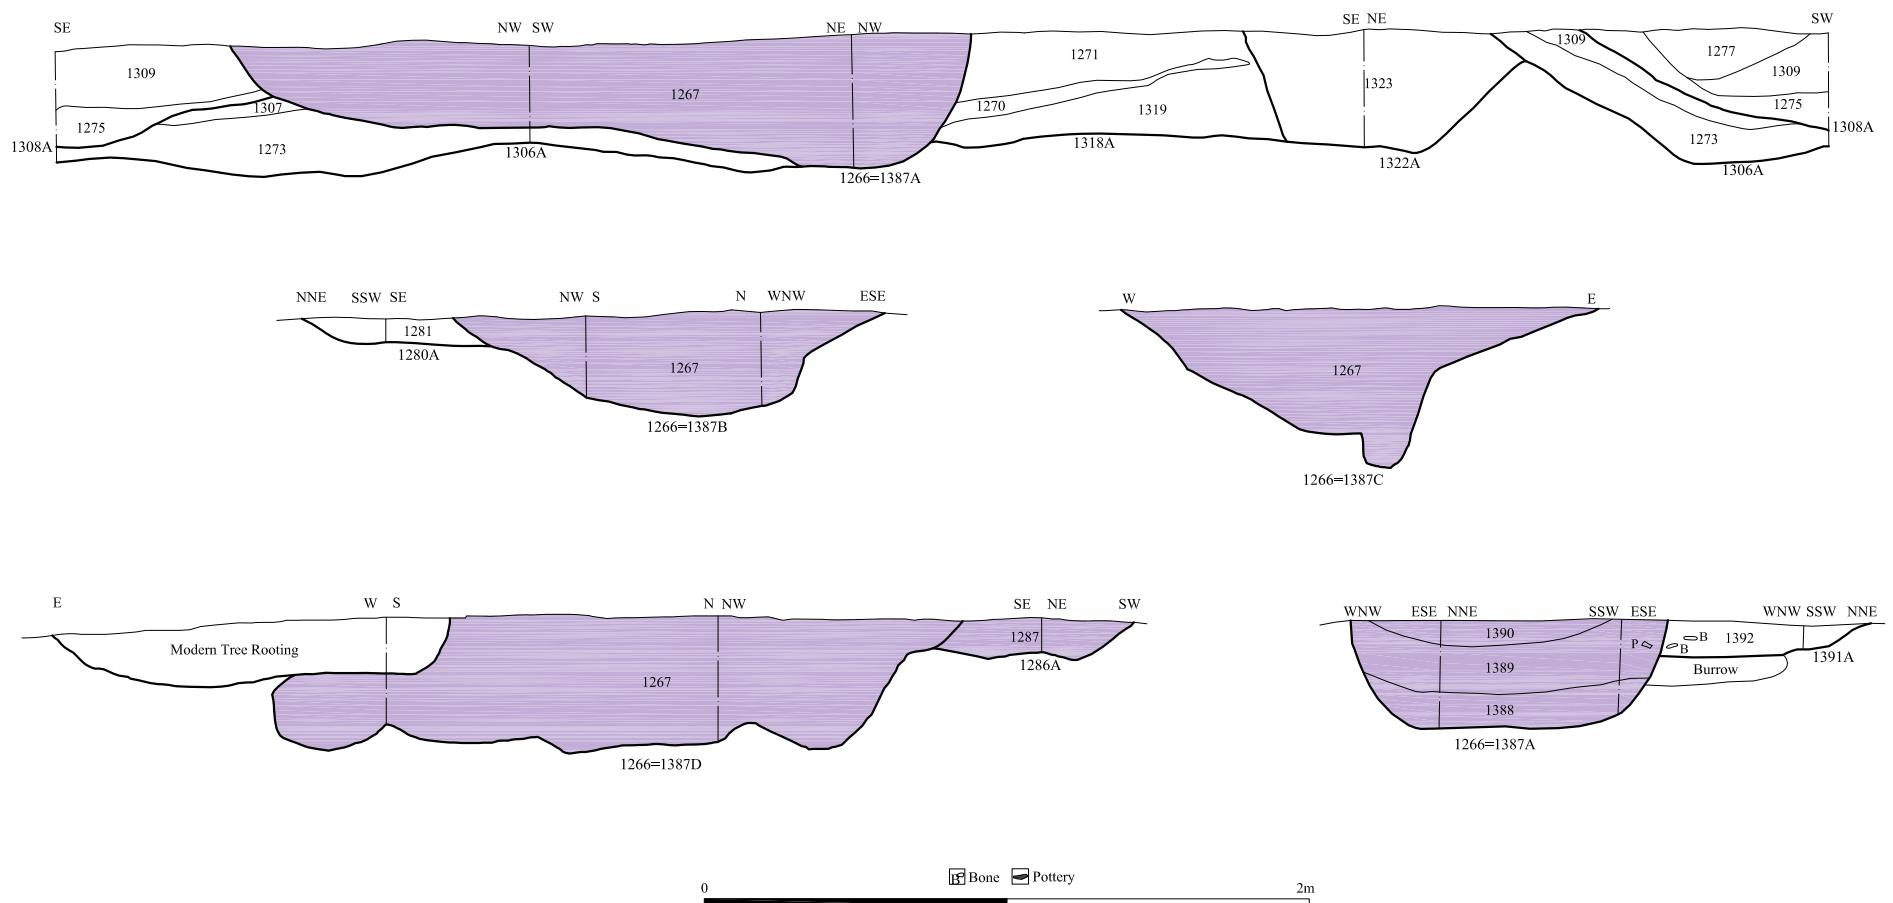 SE NW SW NE NW SE NE SW
1309 1267 1271 1323 1309 1277
1309
1307 1270 1319 1275
1275 1308A
1308A 1273 1306A 1318A 1273
1266=1387A 1322A 1306A
NNE SSW SE NW S N WNW ESE W E
1281
1280A 1267 1267
1266=1387B
1266=1387C
E W S N NW SE NE SW WNW ESE NNE SSW ESE WNW SSW NNE
Modern Tree Rooting 1287 1390 P B B 1392
1286A 1391A
1267 1389 Burrow
1388
1266=1387D 1266=1387A
B Bone Pottery
0 2m